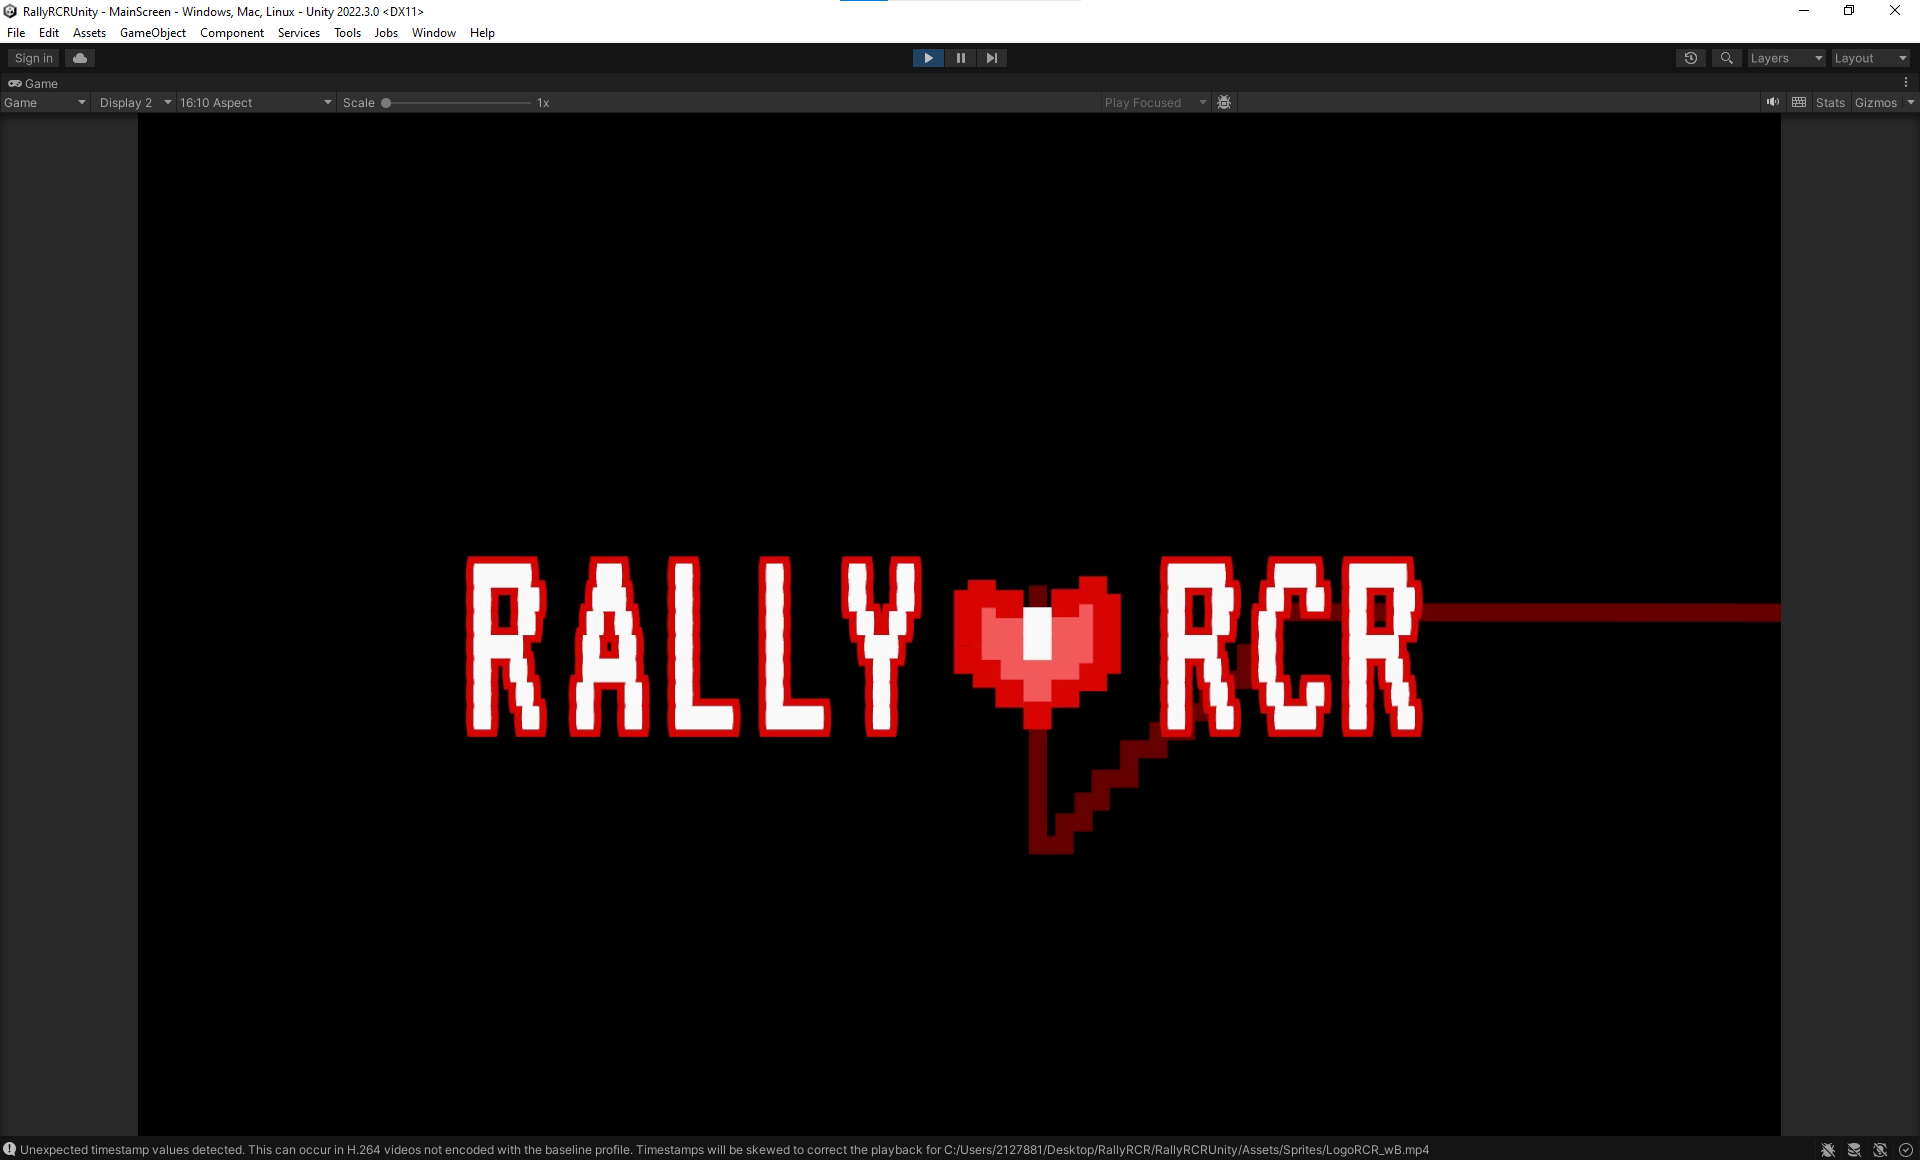 RallyRCRUnity - MainScreen - Windows, Mac, Linux - Unity 2022.3.0 <DX11>
File Edit Assets GameObject Component Services Tools Jobs Window Help
Sign in Layers Layout
Game
Game Display 2 16:10 Aspect Scale 1x Play Focused Stats Gizmos
RALLY RCR
Unexpected timestamp values detected. This can occur in H.264 videos not encoded with the baseline profile. Timestamps will be skewed to correct the playback for C:/Users/2127881/Desktop/RallyRCR/RallyRCRUnity/Assets/Sprites/LogoRCR_wB.mp4